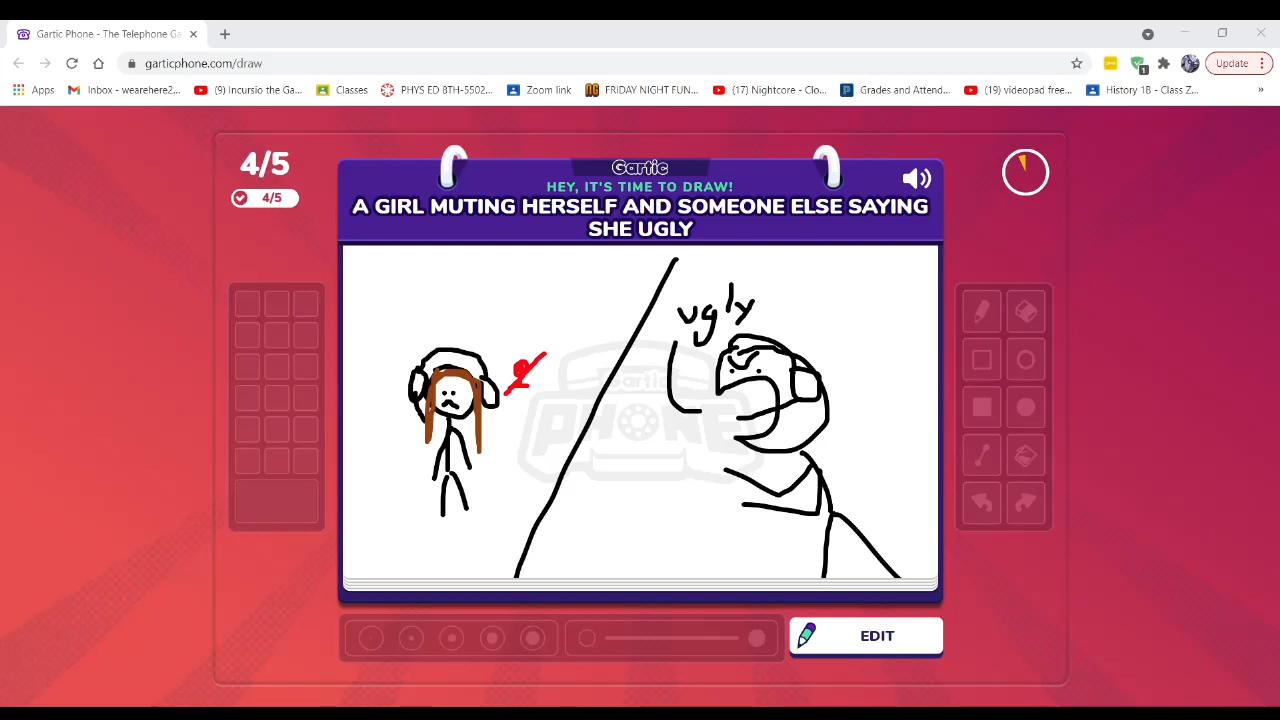 Gartic Phone - The Telephone Ga
garticphone.com/draw
Update
Apps
Inbox - wearehere2...
(9) Incursio the Ga...
Classes
PHYS ED 8TH-5502...
Zoom link
FRIDAY NIGHT FUN...
(17) Nightcore - Clo...
Grades and Attend...
(19) videopad free...
History 1B - Class Z...
»
1
4/5
4/5
Gartic
HEY, IT'S TIME TO DRAW!
A GIRL MUTING HERSELF AND SOMEONE ELSE SAYING
SHE UGLY
ugly
Gartic
PHONE
EDIT